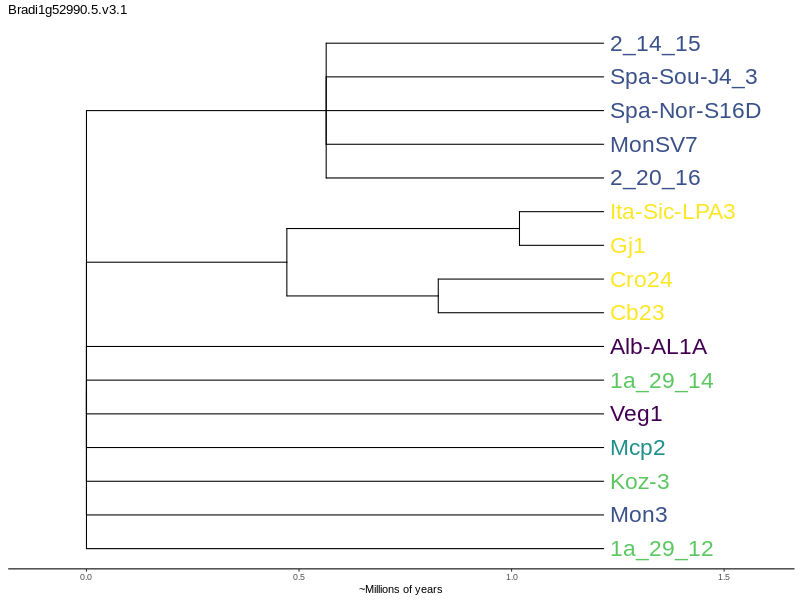 Bradi1g52990.5.v3.1
2_14_15
Spa-Sou-J4_3
Spa-Nor-S16D
MonSV7
2_20_16
Ita-Sic-LPA3
Gj1
Cro24
Cb23
Alb-AL1A
1a_29_14
Veg1
Mcp2
Koz-3
Mon3
1a_29_12
0.0 0.5 1.0 1.5
~Millions of years